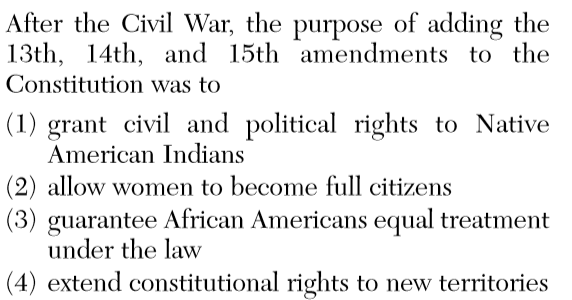 After the Civil War, the purpose of adding the
13th, 14th, and 15th amendments to the
Constitution was to
(1) grant civil and political rights to Native
American Indians
(2) allow women to become full citizens
(3) guarantee African Americans equal treatment
under the law
(4) extend constitutional rights to new territories